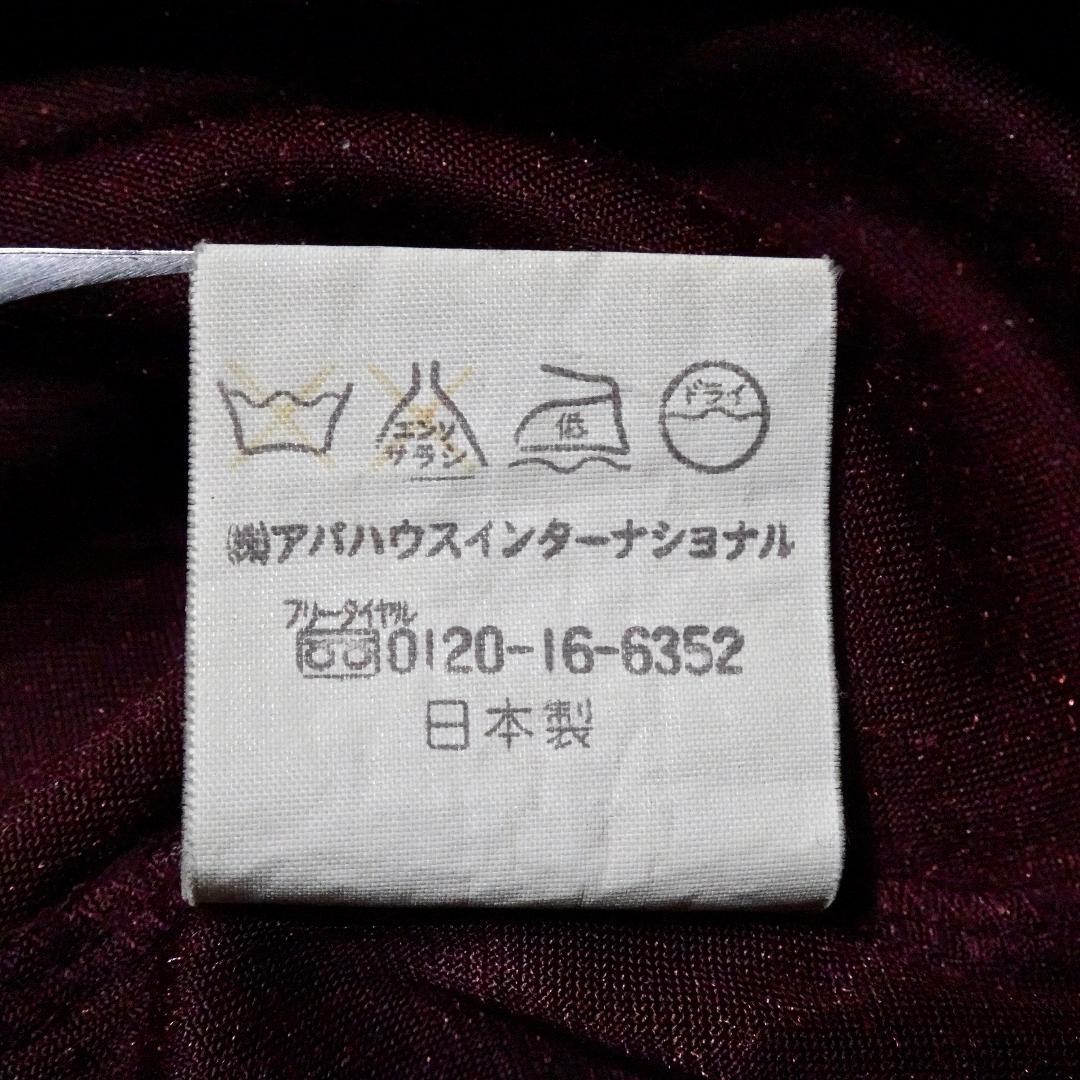 エンソ
サラシ
低
ドライ
㈱アバハウスインターナショナル
フリーダイヤル
0120-16-6352
日本製